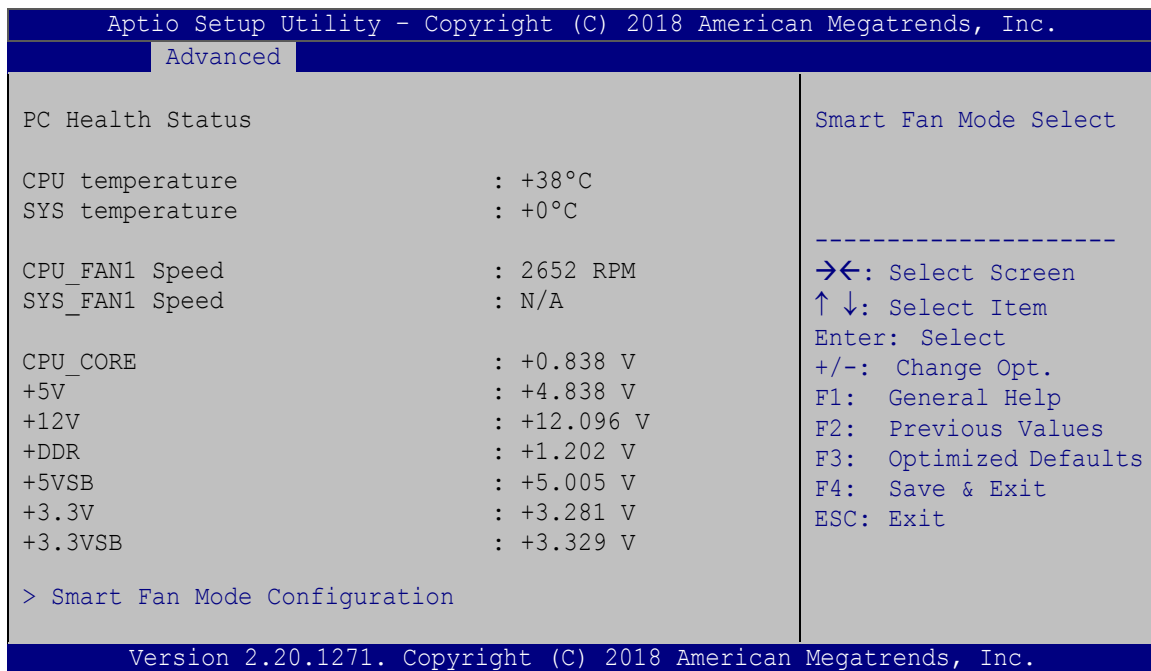 Aptio Setup Utility – Copyright (C) 2018 American Megatrends, Inc.
Advanced
PC Health Status
CPU temperature : +38°C
SYS temperature : +0°C
CPU_FAN1 Speed : 2652 RPM
SYS_FAN1 Speed : N/A
CPU_CORE : +0.838 V
+5V : +4.838 V
+12V : +12.096 V
+DDR : +1.202 V
+5VSB : +5.005 V
+3.3V : +3.281 V
+3.3VSB : +3.329 V
> Smart Fan Mode Configuration
Smart Fan Mode Select
---------------------
→←: Select Screen
↑ ↓: Select Item
Enter: Select
+/-: Change Opt.
F1: General Help
F2: Previous Values
F3: Optimized Defaults
F4: Save & Exit
ESC: Exit
Version 2.20.1271. Copyright (C) 2018 American Megatrends, Inc.